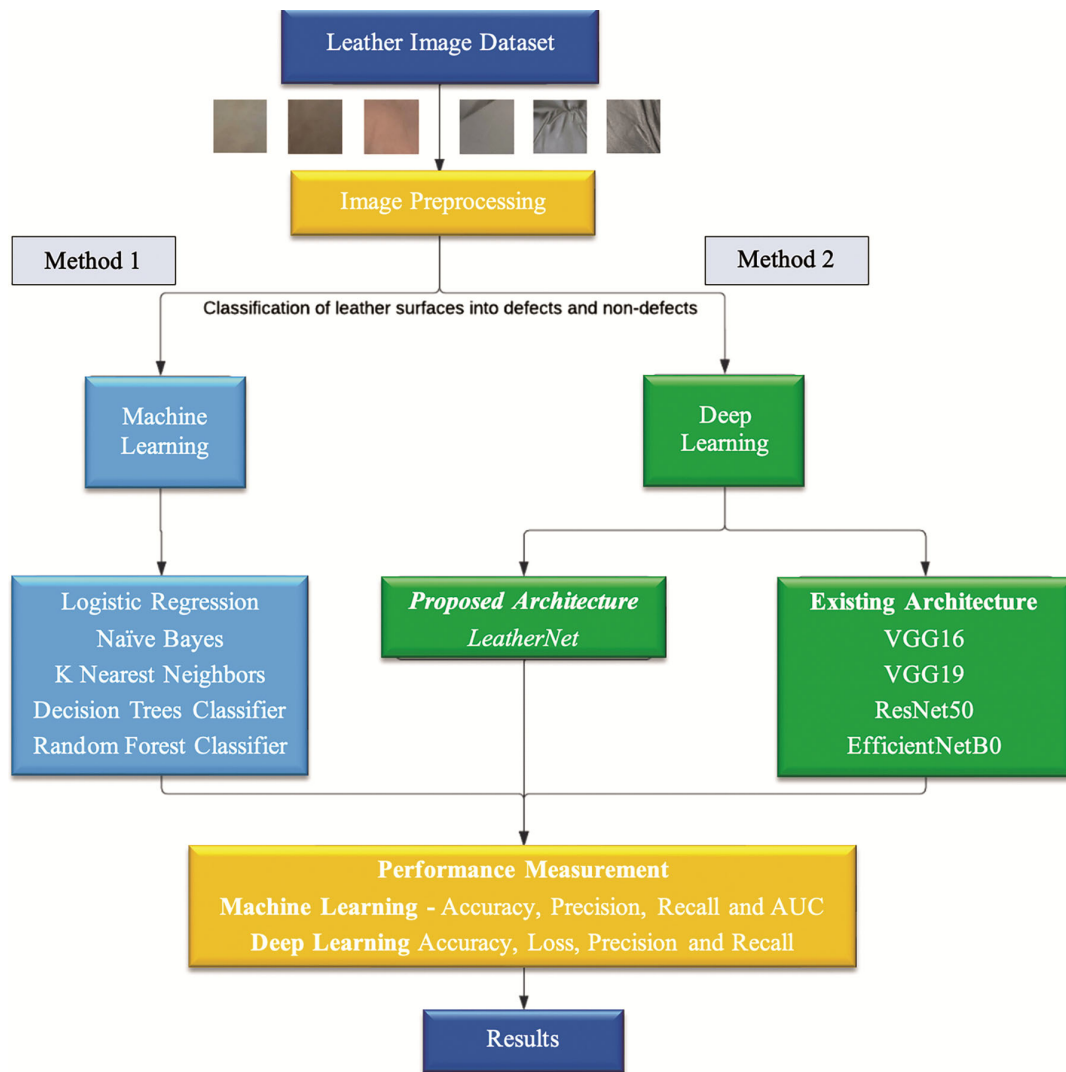 Leather Image Dataset
Image Preprocessing
Method 1
Method 2
Classification of leather surfaces into defects and non-defects
Machine
Learning
Deep
Learning
Logistic Regression
Naïve Bayes
K Nearest Neighbors
Decision Trees Classifier
Random Forest Classifier
Proposed Architecture
LeatherNet
Existing Architecture
VGG16
VGG19
ResNet50
EfficientNetB0
Performance Measurement
Machine Learning - Accuracy, Precision, Recall and AUC
Deep Learning Accuracy, Loss, Precision and Recall
Results